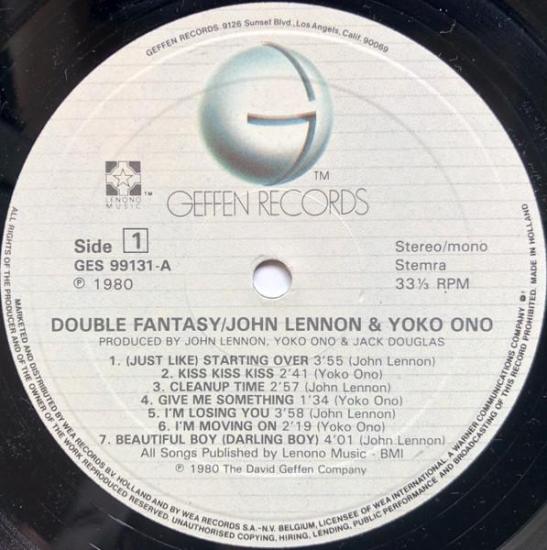 GEFFEN RECORDS. 9126 Sunset Blvd., Los Angeles, Calif. 90069
TM
LENONO MUSIC TM
GEFFEN RECORDS
Side 1
GES 99131-A
℗ 1980
Stereo/mono
Stemra
33⅓ RPM
DOUBLE FANTASY/JOHN LENNON & YOKO ONO
PRODUCED BY JOHN LENNON, YOKO ONO & JACK DOUGLAS
1. (JUST LIKE) STARTING OVER 3'55 (John Lennon)
2. KISS KISS KISS 2'41 (Yoko Ono)
3. CLEANUP TIME 2'57 (John Lennon)
4. GIVE ME SOMETHING 1'34 (Yoko Ono)
5. I'M LOSING YOU 3'58 (John Lennon)
6. I'M MOVING ON 2'19 (Yoko Ono)
7. BEAUTIFUL BOY (DARLING BOY) 4'01 (John Lennon)
All Songs Published by Lenono Music - BMI
℗ 1980 The David Geffen Company
ALL RIGHTS OF THE PRODUCER AND OF THE OWNER OF THE WORK REPRODUCED RESERVED. UNAUTHORISED COPYING, HIRING, LENDING, PUBLIC PERFORMANCE AND BROADCASTING OF THIS RECORD PROHIBITED. MADE IN HOLLAND
MARKETED AND DISTRIBUTED BY WEA RECORDS B.V. HOLLAND AND BY WEA RECORDS S.A.-N.V. BELGIUM, LICENSEE OF WEA INTERNATIONAL. A WARNER COMMUNICATIONS COMPANY